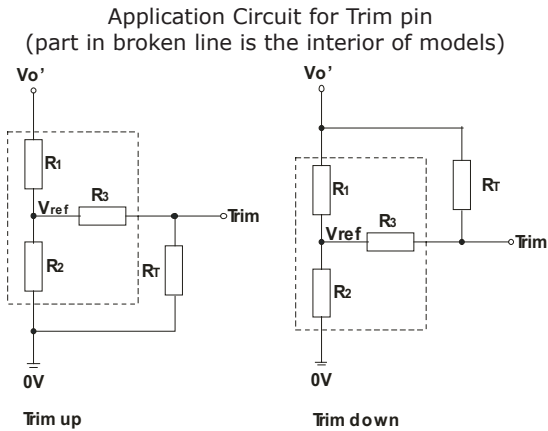 Application Circuit for Trim pin
(part in broken line is the interior of models)
Vo’
R1
Vref
R3
Trim
R2
RT
0V
Trim up
Vo’
R1
RT
R3
Vref
Trim
R2
0V
Trim down